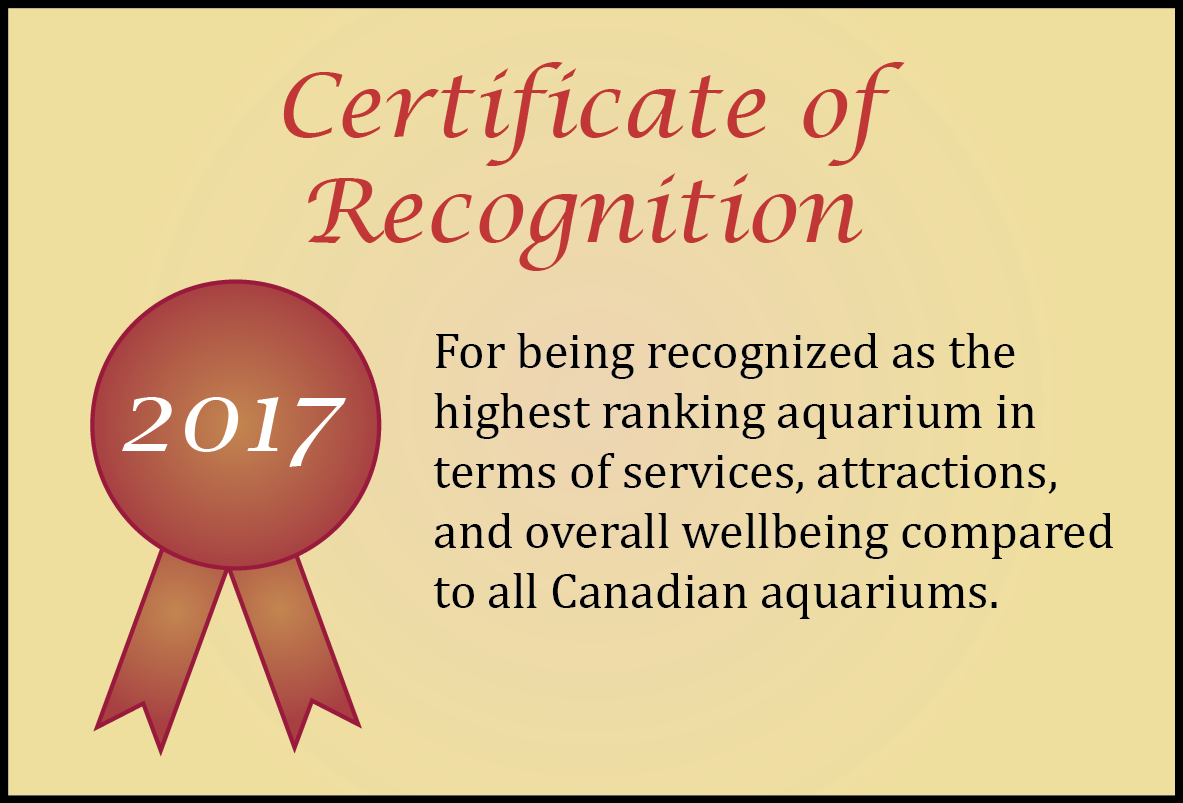 Certificate of
Recognition
2017
For being recognized as the
highest ranking aquarium in
terms of services, attractions,
and overall wellbeing compared
to all Canadian aquariums.